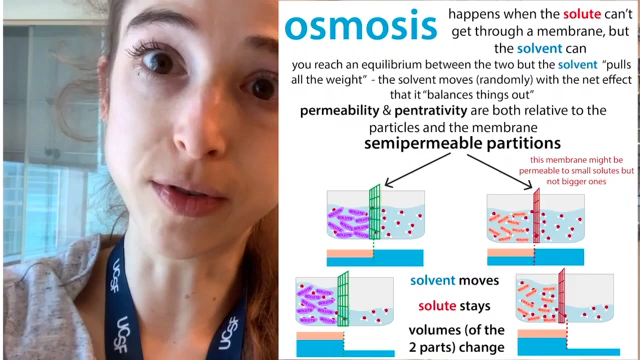 osmosis
happens when the solute can't
get through a membrane, but
the solvent can
you reach an equilibrium between the two but the solvent "pulls
all the weight" - the solvent moves (randomly) with the net effect
that it "balances things out"
permeability & pentrativity are both relative to the
particles and the membrane
semipermeable partitions
this membrane might be
permeable to small solutes but
not bigger ones
solvent moves
solute stays
volumes (of the
2 parts) change
UCSF
UCSF
UCSF